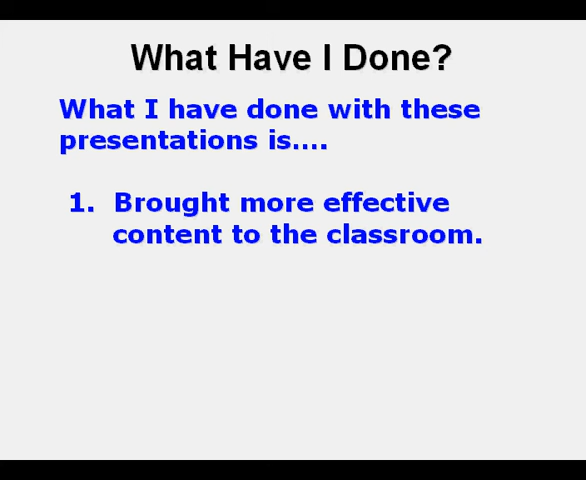 What Have I Done?
What I have done with these
presentations is....
1. Brought more effective
content to the classroom.